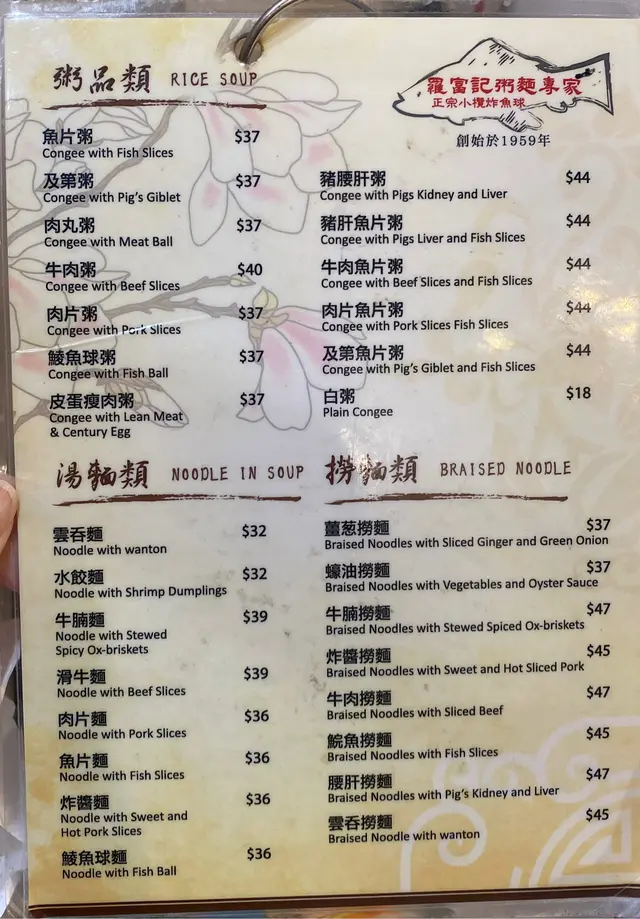 粥品類 RICE SOUP
羅富記粥麵專家
正宗小欖炸魚球
創始於1959年
魚片粥 $37
Congee with Fish Slices
及第粥 $37
Congee with Pig's Giblet
肉丸粥 $37
Congee with Meat Ball
牛肉粥 $40
Congee with Beef Slices
肉片粥 $37
Congee with Pork Slices
鯪魚球粥 $37
Congee with Fish Ball
皮蛋瘦肉粥 $37
Congee with Lean Meat
& Century Egg
豬腰肝粥 $44
Congee with Pigs Kidney and Liver
豬肝魚片粥 $44
Congee with Pigs Liver and Fish Slices
牛肉魚片粥 $44
Congee with Beef Slices and Fish Slices
肉片魚片粥 $44
Congee with Pork Slices Fish Slices
及第魚片粥 $44
Congee with Pig's Giblet and Fish Slices
白粥 $18
Plain Congee
湯麵類 NOODLE IN SOUP
雲吞麵 $32
Noodle with wanton
水餃麵 $32
Noodle with Shrimp Dumplings
牛腩麵 $39
Noodle with Stewed
Spicy Ox-briskets
滑牛麵 $39
Noodle with Beef Slices
肉片麵 $36
Noodle with Pork Slices
魚片麵 $36
Noodle with Fish Slices
炸醬麵 $36
Noodle with Sweet and
Hot Pork Slices
鯪魚球麵 $36
Noodle with Fish Ball
撈麵類 BRAISED NOODLE
薑葱撈麵 $37
Braised Noodles with Sliced Ginger and Green Onion
蠔油撈麵 $37
Braised Noodles with Vegetables and Oyster Sauce
牛腩撈麵 $47
Braised Noodles with Stewed Spiced Ox-briskets
炸醬撈麵 $45
Braised Noodles with Sweet and Hot Sliced Pork
牛肉撈麵 $47
Braised Noodles with Sliced Beef
鯇魚撈麵 $45
Braised Noodles with Fish Slices
腰肝撈麵 $47
Braised Noodles with Pig's Kidney and Liver
雲吞撈麵 $45
Braised Noodle with wanton